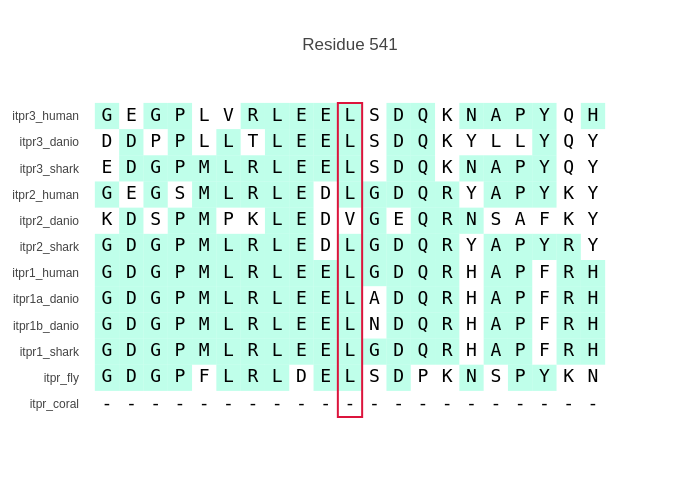 Residue 541
itpr3_human G E G P L V R L E E L S D Q K N A P Y Q H
itpr3_danio D D P P L L T L E E L S D Q K Y L L Y Q Y
itpr3_shark E D G P M L R L E E L S D Q K N A P Y Q Y
itpr2_human G E G S M L R L E D L G D Q R Y A P Y K Y
itpr2_danio K D S P M P K L E D V G E Q R N S A F K Y
itpr2_shark G D G P M L R L E D L G D Q R Y A P Y R Y
itpr1_human G D G P M L R L E E L G D Q R H A P F R H
itpr1a_danio G D G P M L R L E E L A D Q R H A P F R H
itpr1b_danio G D G P M L R L E E L N D Q R H A P F R H
itpr1_shark G D G P M L R L E E L G D Q R H A P F R H
itpr_fly G D G P F L R L D E L S D P K N S P Y K N
itpr_coral - - - - - - - - - - - - - - - - - - - - -